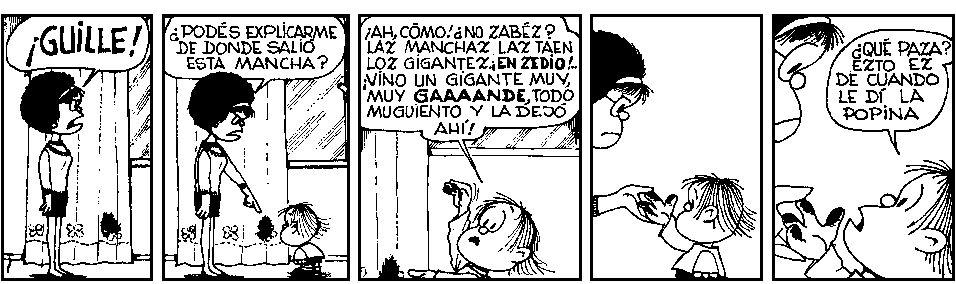 ¡GUILLE!
¿PODÉS EXPLICARME
DE DONDE SALIÓ
ESTA MANCHA?
¡AH, CÓMO! ¿NO ZABÉZ?
LAZ MANCHAZ LAZ TAEN
LOZ GIGANTEZ ¡EN ZEDIO!..
VINO UN GIGANTE MUY,
MUY GAAAANDE, TODO
MUGUIENTO, Y LA DEJÓ
AHÍ!
¿QUÉ PAZA?
EZTO EZ
DE CUANDO
LE DÍ LA
POPINA